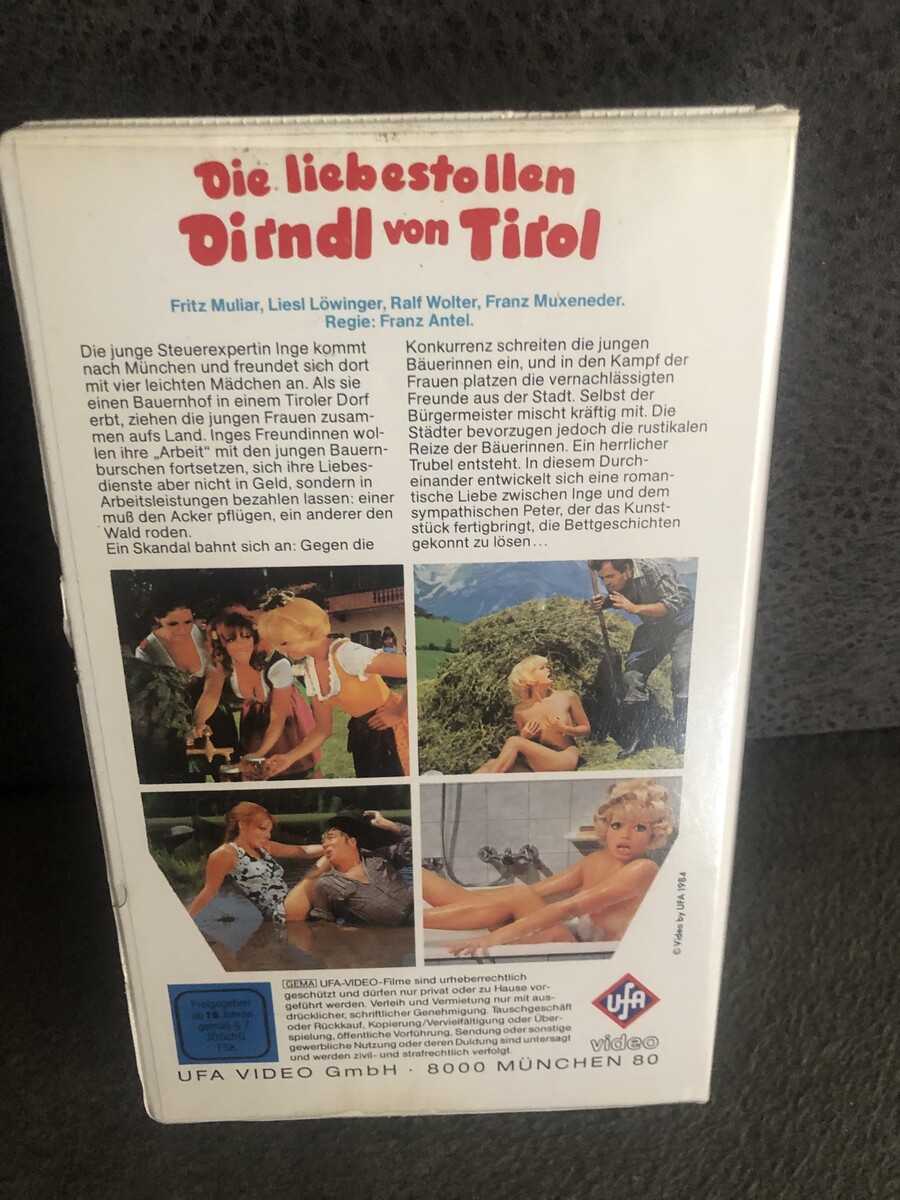 Die liebestollen
Dirndl von Tirol
Fritz Muliar, Liesl Löwinger, Ralf Wolter, Franz Muxeneder.
Regie: Franz Antel.
Die junge Steuerexpertin Inge kommt
nach München und freundet sich dort
mit vier leichten Mädchen an. Als sie
einen Bauernhof in einem Tiroler Dorf
erbt, ziehen die jungen Frauen zusam-
men aufs Land. Inges Freundinnen wol-
len ihre „Arbeit“ mit den jungen Bauern-
burschen fortsetzen, sich ihre Liebes-
dienste aber nicht in Geld, sondern in
Arbeitsleistungen bezahlen lassen: einer
muß den Acker pflügen, ein anderer den
Wald roden.
Ein Skandal bahnt sich an: Gegen die
Konkurrenz schreiten die jungen
Bäuerinnen ein, und in den Kampf der
Frauen platzen die vernachlässigten
Freunde aus der Stadt. Selbst der
Bürgermeister mischt kräftig mit. Die
Städter bevorzugen jedoch die rustikalen
Reize der Bäuerinnen. Ein herrlicher
Trubel entsteht. In diesem Durch-
einander entwickelt sich eine roman-
tische Liebe zwischen Inge und dem
sympathischen Peter, der das Kunst-
stück fertigbringt, die Bettgeschichten
gekonnt zu lösen...
© Video by UFA 1984
Freigegeben
ab 16 Jahren
gemäß § 7
JÖSchG
FSK
GEMA UFA-VIDEO-Filme sind urheberrechtlich
geschützt und dürfen nur privat oder zu Hause vor-
geführt werden. Verleih und Vermietung nur mit aus-
drücklicher, schriftlicher Genehmigung. Tauschgeschäft
oder Rückkauf, Kopierung/Vervielfältigung oder Über-
spielung, öffentliche Vorführung, Sendung oder sonstige
gewerbliche Nutzung oder deren Duldung sind untersagt
und werden zivil- und strafrechtlich verfolgt.
UFA
video
UFA VIDEO GmbH · 8000 MÜNCHEN 80